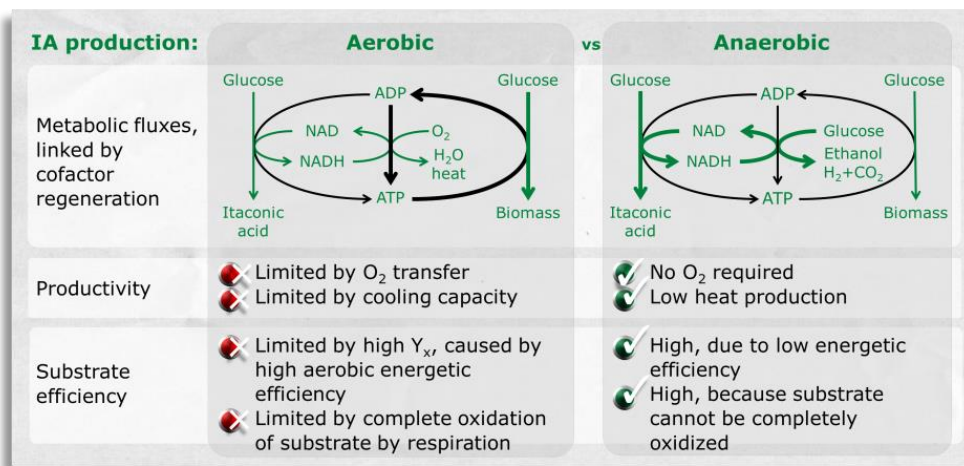 IA production:
Aerobic
vs
Anaerobic
Metabolic fluxes,
linked by
cofactor
regeneration
Glucose
ADP
Glucose
NAD
O₂
NADH
H₂O
heat
ATP
Itaconic
acid
Biomass
Glucose
ADP
Glucose
NAD
Glucose
NADH
Ethanol
H₂+CO₂
ATP
Itaconic
acid
Biomass
Productivity
Limited by O₂ transfer
Limited by cooling capacity
No O₂ required
Low heat production
Substrate
efficiency
Limited by high Yₓ, caused by
high aerobic energetic
efficiency
Limited by complete oxidation
of substrate by respiration
High, due to low energetic
efficiency
High, because substrate
cannot be completely
oxidized